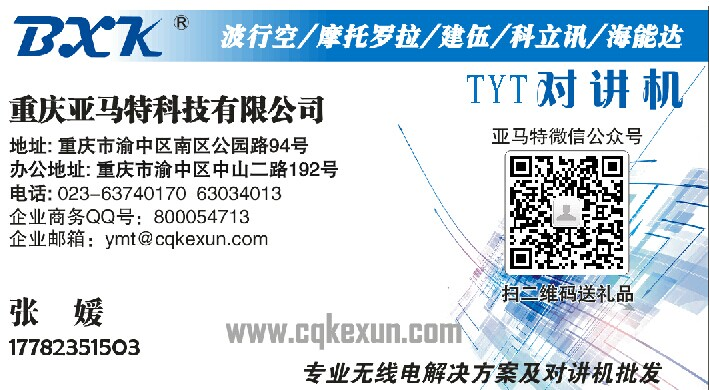 BXK®
波行空/摩托罗拉/建伍/科立讯/海能达
TYT 对讲机
重庆亚马特科技有限公司
地址: 重庆市渝中区南区公园路94号
办公地址: 重庆市渝中区中山二路192号
电话: 023-63740170 63034013
企业商务QQ号: 800054713
企业邮箱: ymt@cqkexun.com
亚马特微信公众号
扫二维码送礼品
张 媛
17782351503
www.cqkexun.com
专业无线电解决方案及对讲机批发